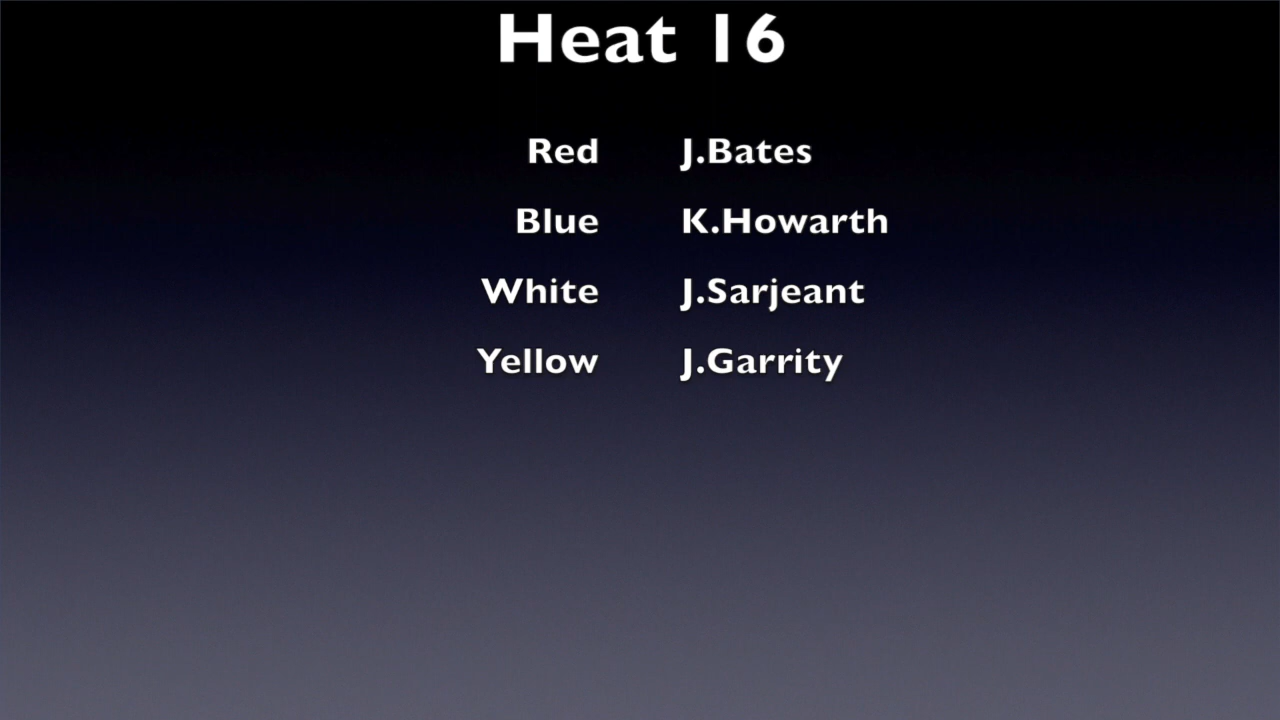 Heat 16
Red J.Bates
Blue K.Howarth
White J.Sarjeant
Yellow J.Garrity